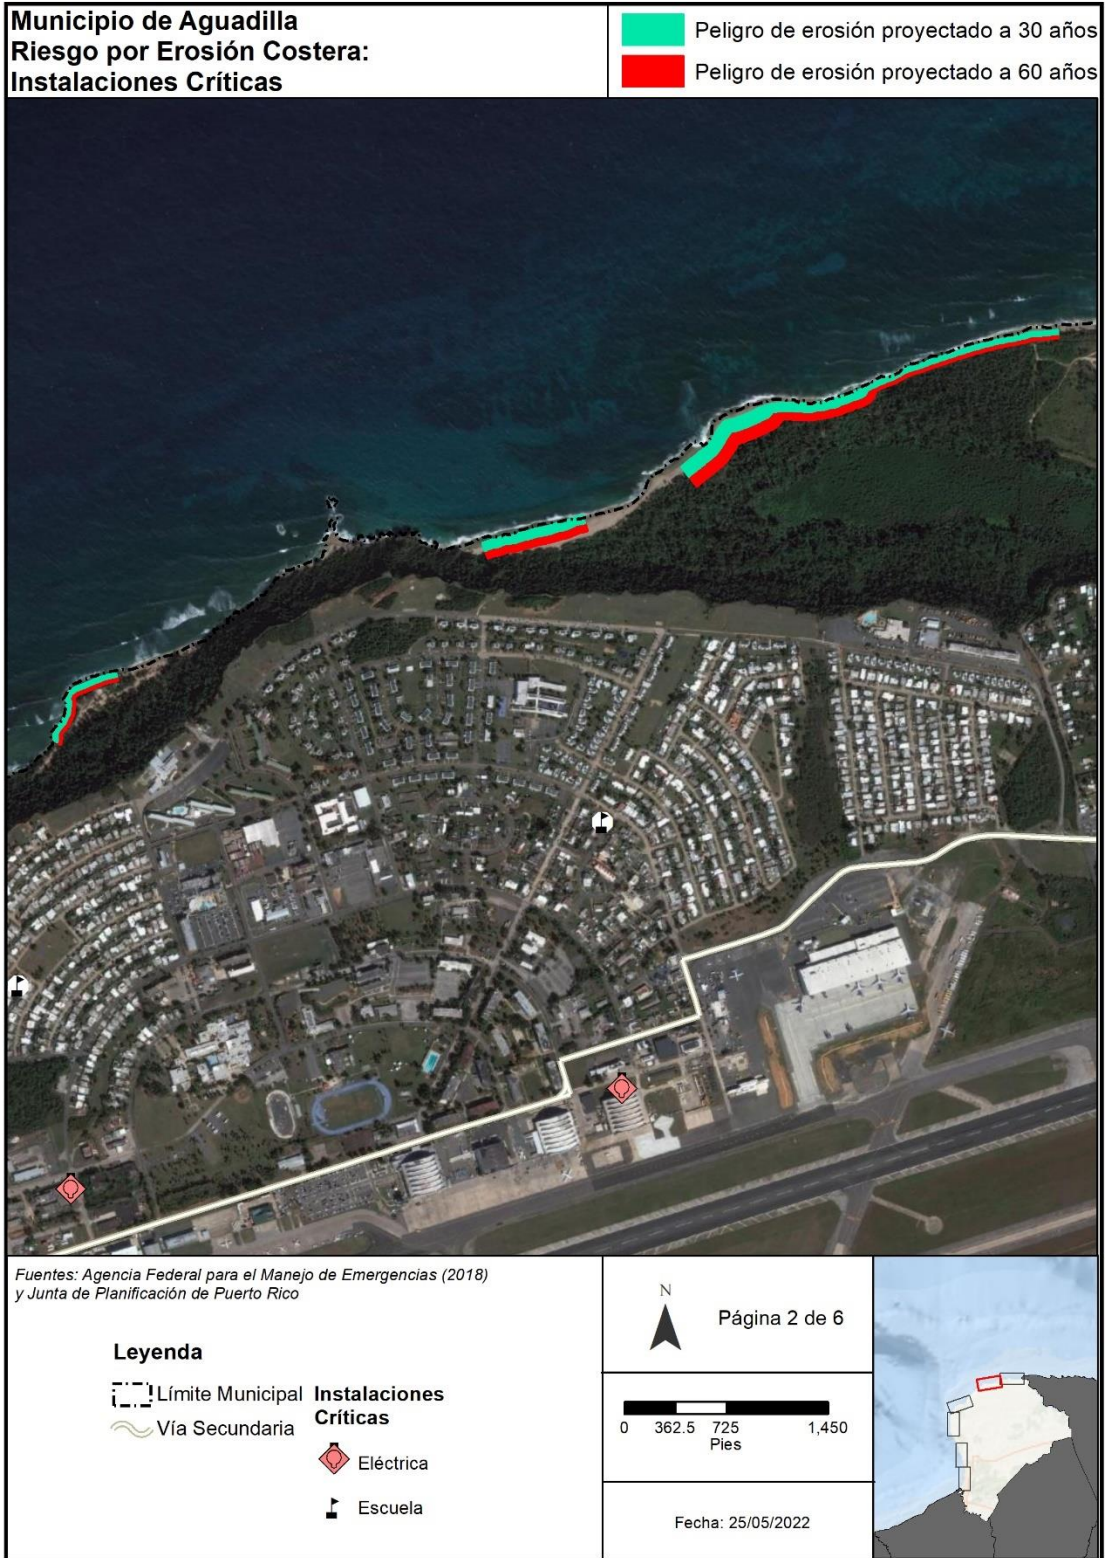 Municipio de Aguadilla
Riesgo por Erosión Costera:
Instalaciones Críticas
Peligro de erosión proyectado a 30 años
Peligro de erosión proyectado a 60 años
Fuentes: Agencia Federal para el Manejo de Emergencias (2018)
y Junta de Planificación de Puerto Rico
Leyenda
Límite Municipal
Vía Secundaria
Instalaciones
Críticas
Eléctrica
Escuela
N
Página 2 de 6
0 362.5 725 1,450
Pies
Fecha: 25/05/2022